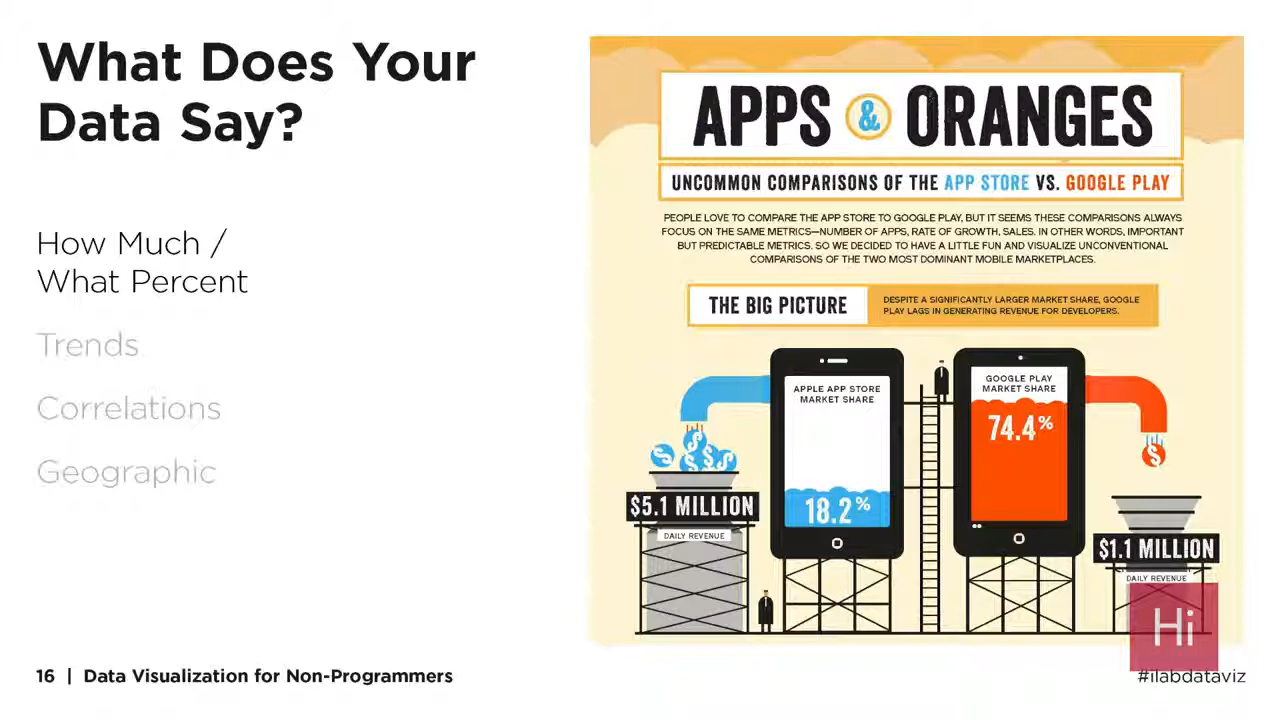 What Does Your
Data Say?
How Much /
What Percent
Trends
Correlations
Geographic
APPS & ORANGES
UNCOMMON COMPARISONS OF THE APP STORE VS. GOOGLE PLAY
PEOPLE LOVE TO COMPARE THE APP STORE TO GOOGLE PLAY, BUT IT SEEMS THESE COMPARISONS ALWAYS
FOCUS ON THE SAME METRICS—NUMBER OF APPS, RATE OF GROWTH, SALES. IN OTHER WORDS, IMPORTANT
BUT PREDICTABLE METRICS. SO WE DECIDED TO HAVE A LITTLE FUN AND VISUALIZE UNCONVENTIONAL
COMPARISONS OF THE TWO MOST DOMINANT MOBILE MARKETPLACES.
THE BIG PICTURE
DESPITE A SIGNIFICANTLY LARGER MARKET SHARE, GOOGLE
PLAY LAGS IN GENERATING REVENUE FOR DEVELOPERS.
APPLE APP STORE
MARKET SHARE
18.2%
GOOGLE PLAY
MARKET SHARE
74.4%
$5.1 MILLION
DAILY REVENUE
$1.1 MILLION
DAILY REVENUE
Hi
16 | Data Visualization for Non-Programmers
#ilabdataviz